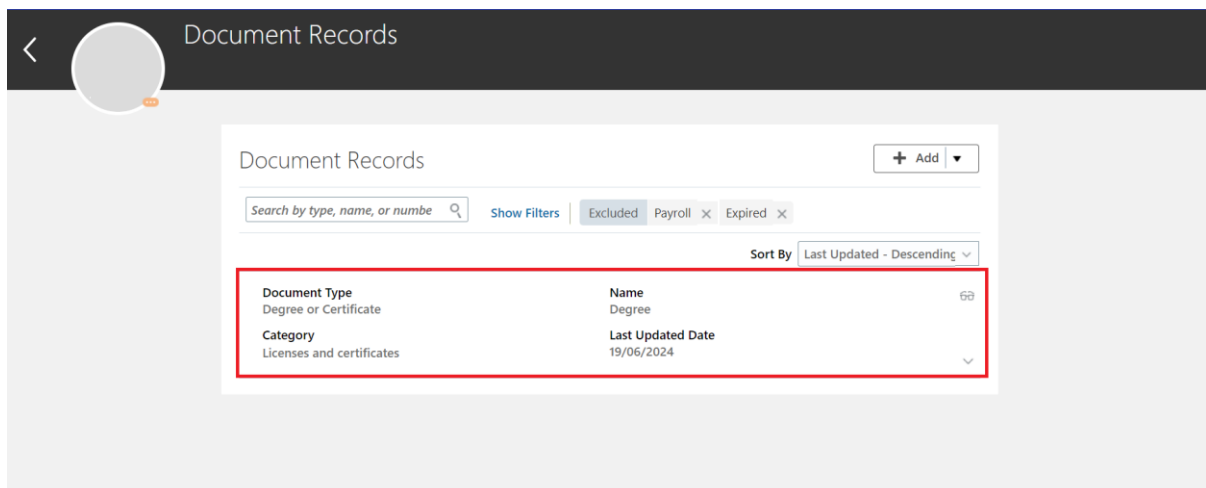 Document Records
Document Records
+ Add
Search by type, name, or numbe Show Filters Excluded Payroll Expired
Sort By Last Updated - Descending
Document Type Name
Degree or Certificate Degree
Category Last Updated Date
Licenses and certificates 19/06/2024